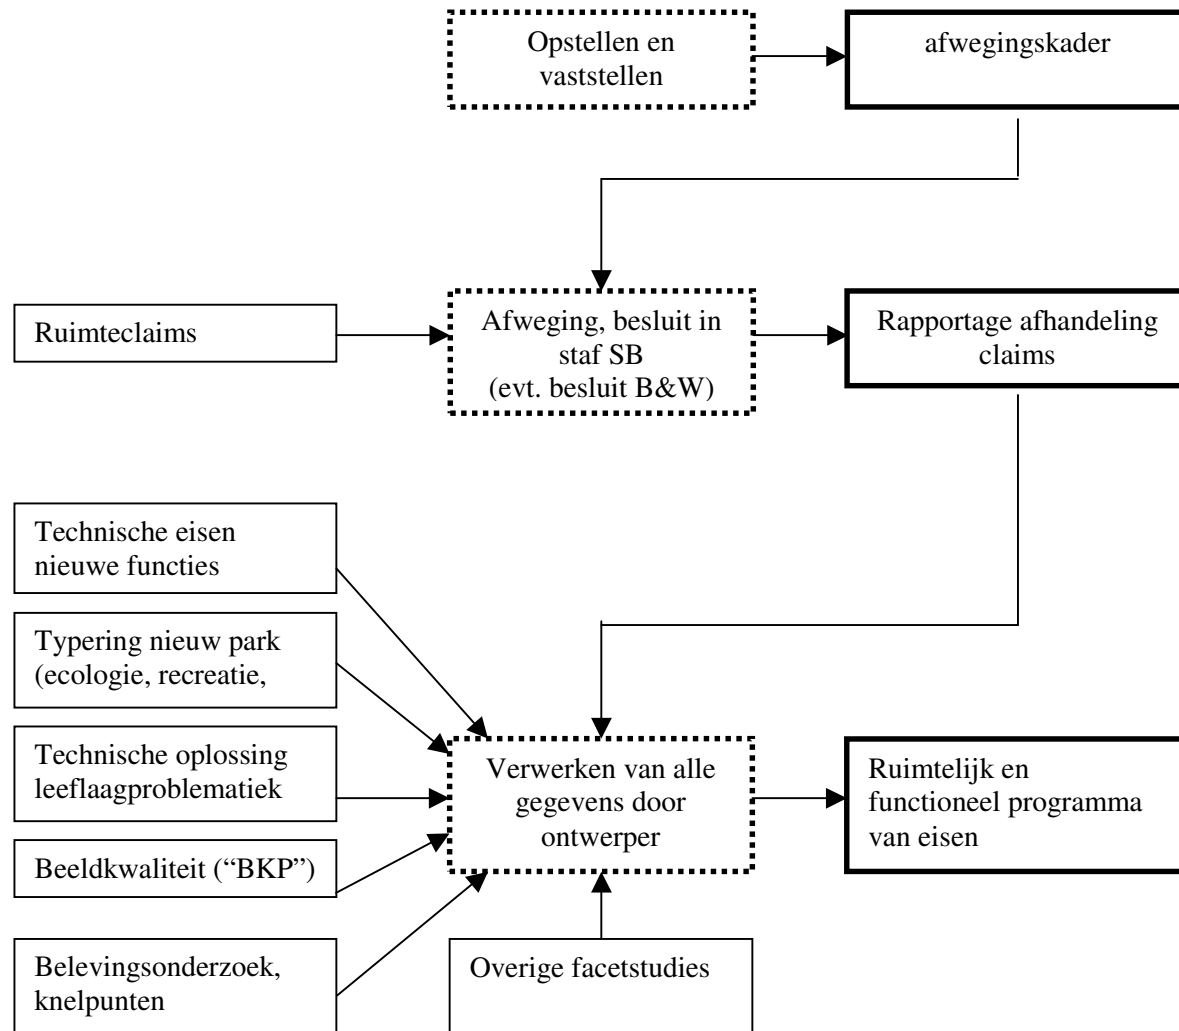 Opstellen en
vaststellen
afwegingskader
Ruimteclaims
Afweging, besluit in
staf SB
(evt. besluit B&W)
Rapportage afhandeling
claims
Technische eisen
nieuwe functies
Typering nieuw park
(ecologie, recreatie,
Technische oplossing
leeflaagproblematiek
Beeldkwaliteit (“BKP”)
Belevingsonderzoek,
knelpunten
Verwerken van alle
gegevens door
ontwerper
Ruimtelijk en
functioneel programma
van eisen
Overige facetstudies